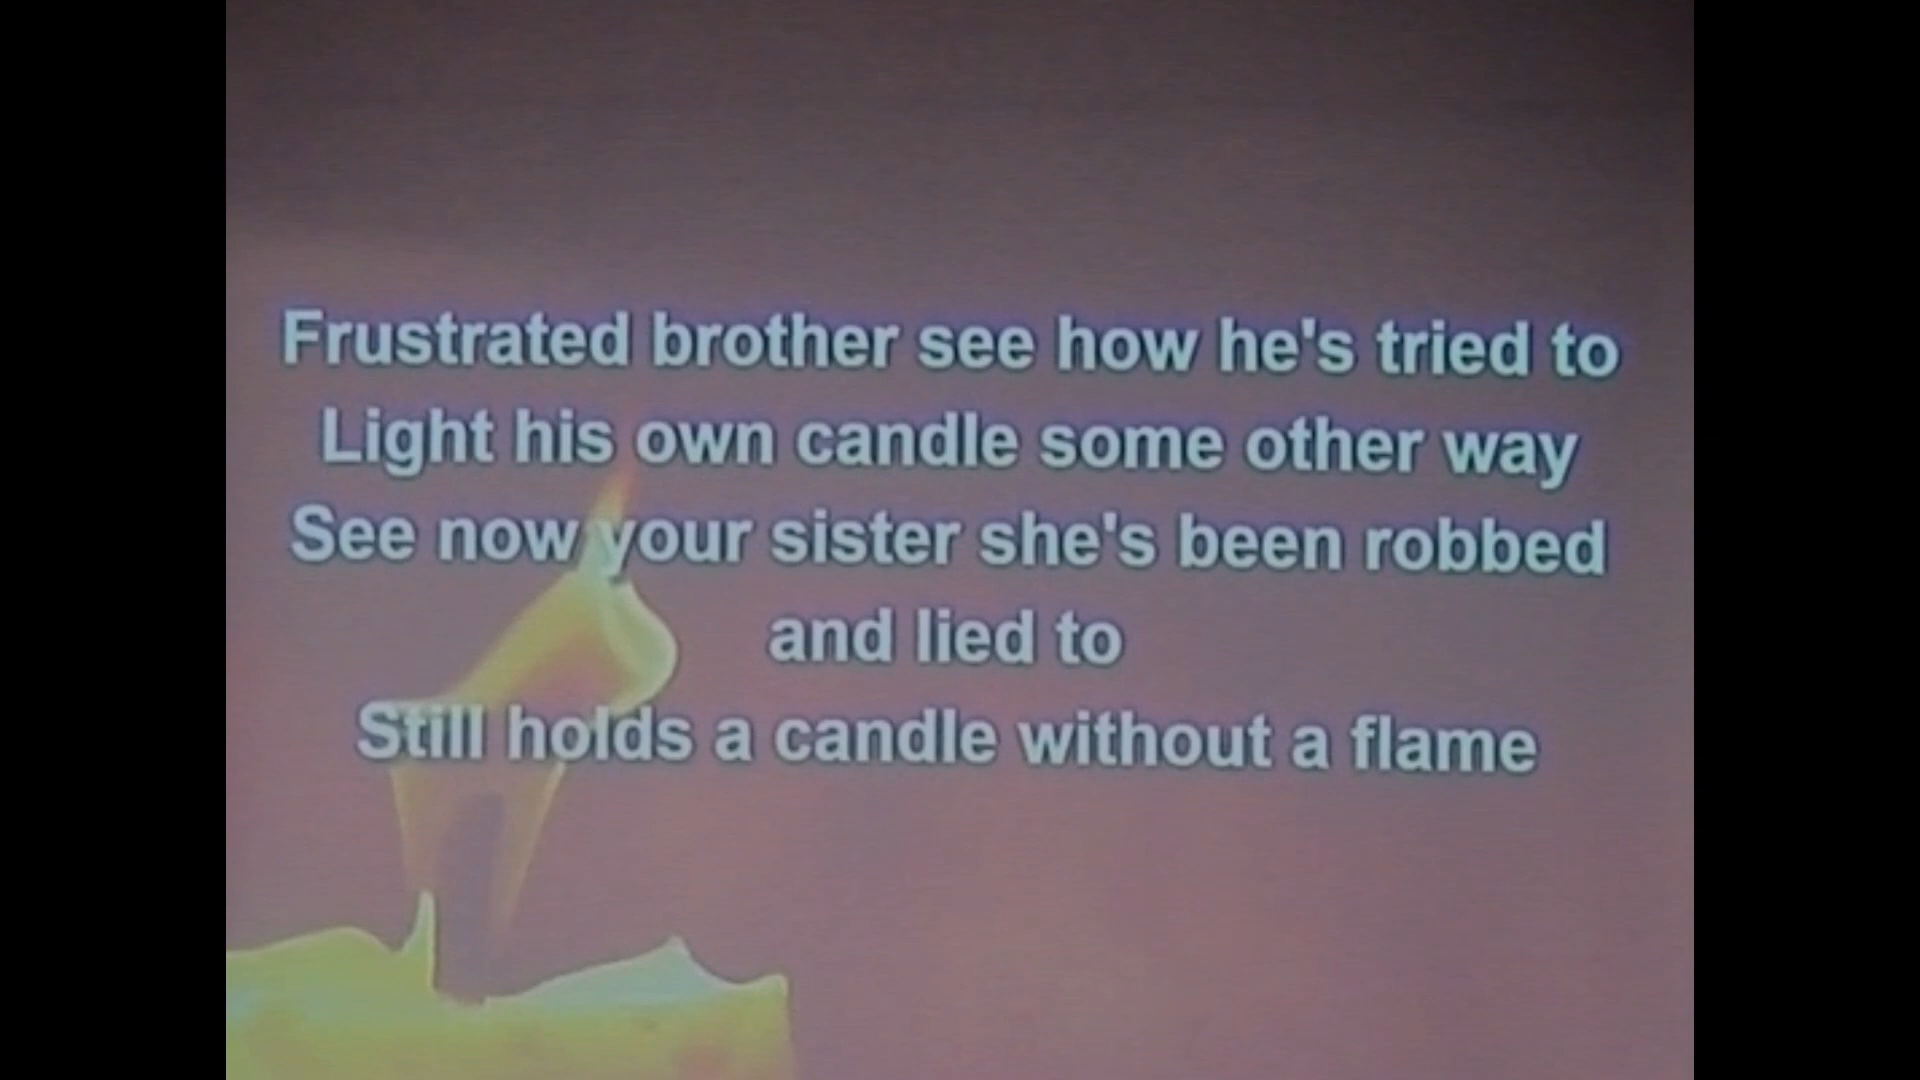 Frustrated brother see how he's tried to
Light his own candle some other way
See now your sister she's been robbed
and lied to
Still holds a candle without a flame